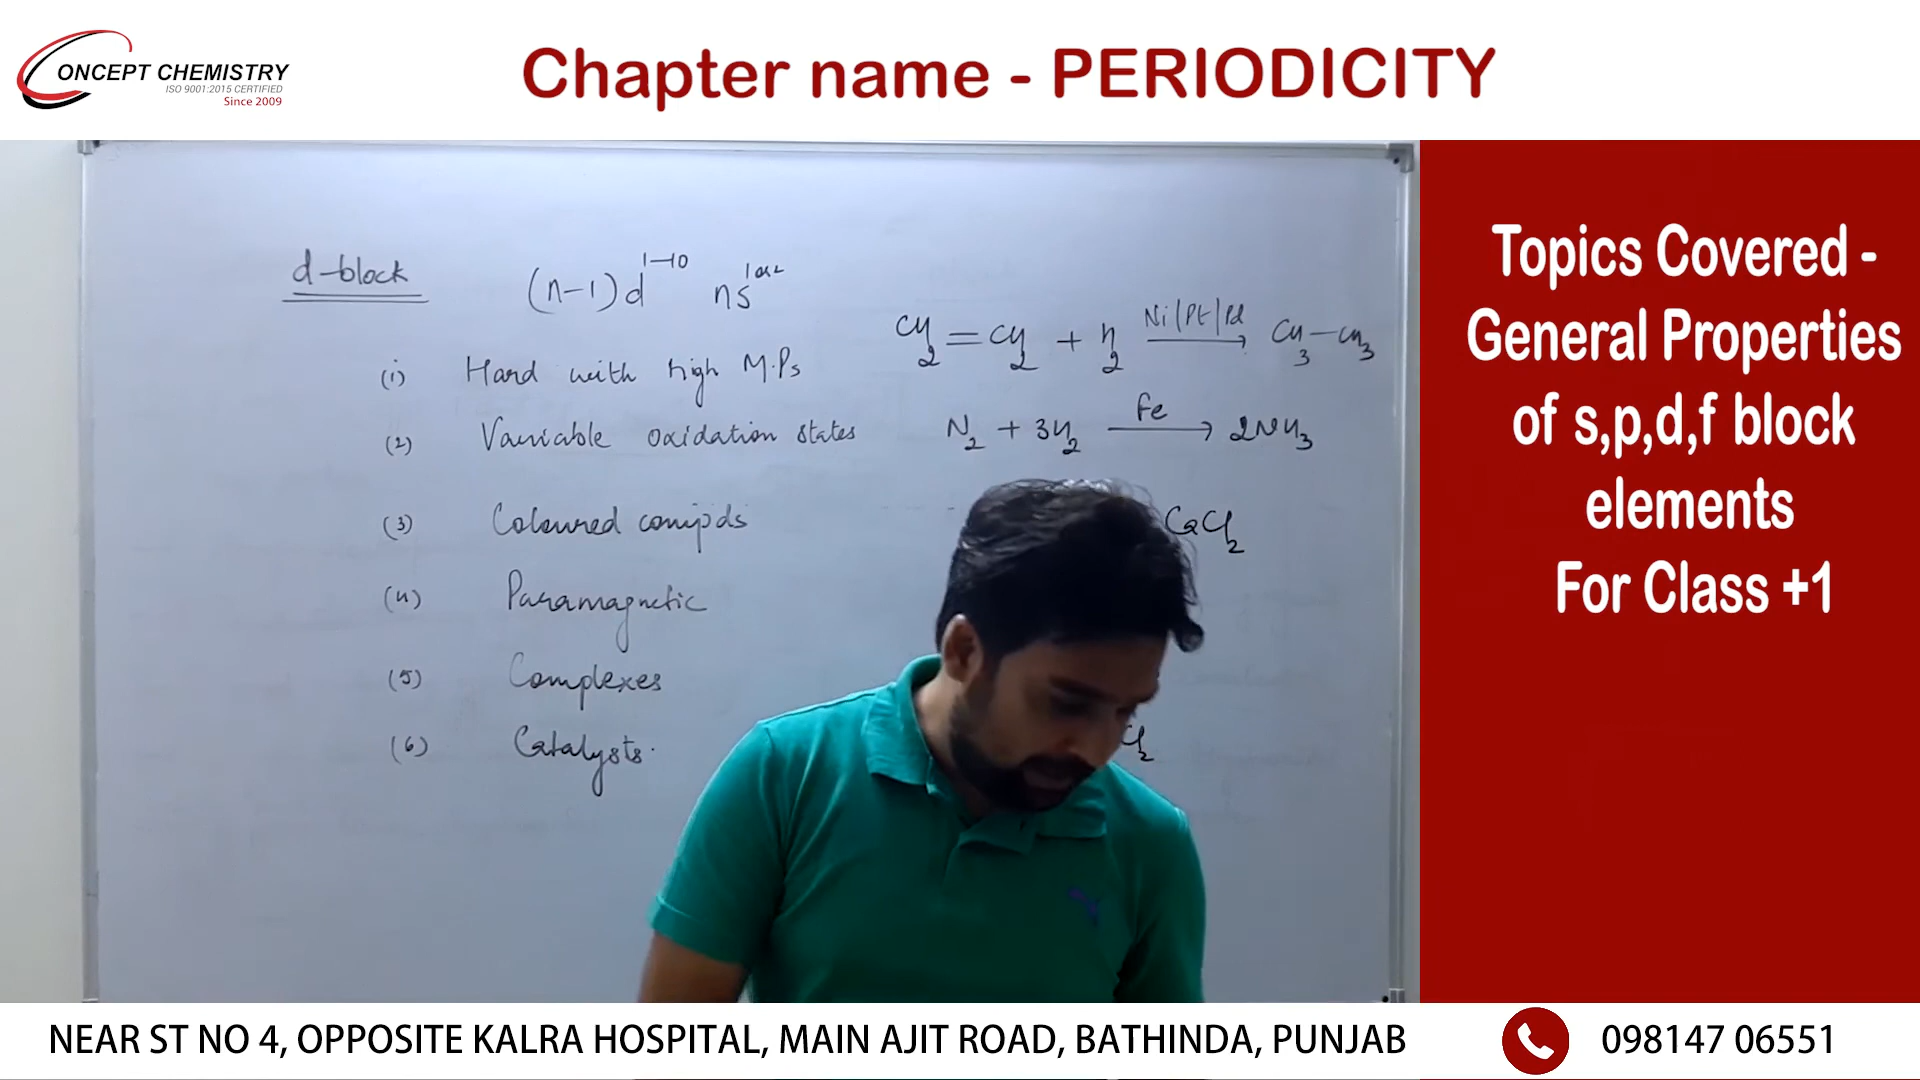 CONCEPT CHEMISTRY
ISO 9001:2015 CERTIFIED
Since 2009
Chapter name - PERIODICITY
d-block (n-1)d¹⁻¹⁰ ns¹ ᵒʳ ²
(1) Hard with high M.Ps
(2) Variable oxidation states
(3) Coloured compds
(4) Paramagnetic
(5) Complexes
(6) Catalysts.
CH₂=CH₂ + H₂ Ni/Pt/Pd → CH₃-CH₃
N₂ + 3H₂ Fe → 2NH₃
CaCl₂
Topics Covered -
General Properties
of s,p,d,f block
elements
For Class +1
NEAR ST NO 4, OPPOSITE KALRA HOSPITAL, MAIN AJIT ROAD, BATHINDA, PUNJAB
098147 06551